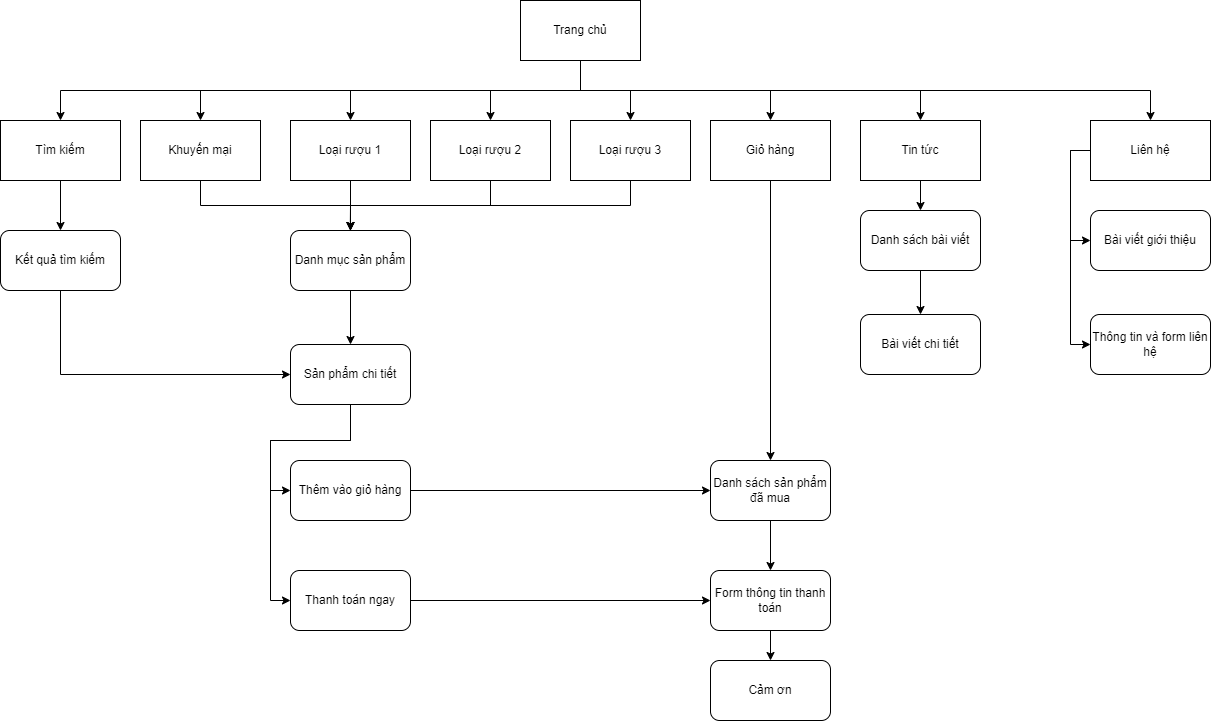 Trang chủ
Tìm kiếm
Khuyến mại
Loại rượu 1
Loại rượu 2
Loại rượu 3
Giỏ hàng
Tin tức
Liên hệ
Kết quả tìm kiếm
Danh mục sản phẩm
Danh sách bài viết
Bài viết giới thiệu
Sản phẩm chi tiết
Bài viết chi tiết
Thông tin và form liên
hệ
Thêm vào giỏ hàng
Danh sách sản phẩm
đã mua
Thanh toán ngay
Form thông tin thanh
toán
Cảm ơn